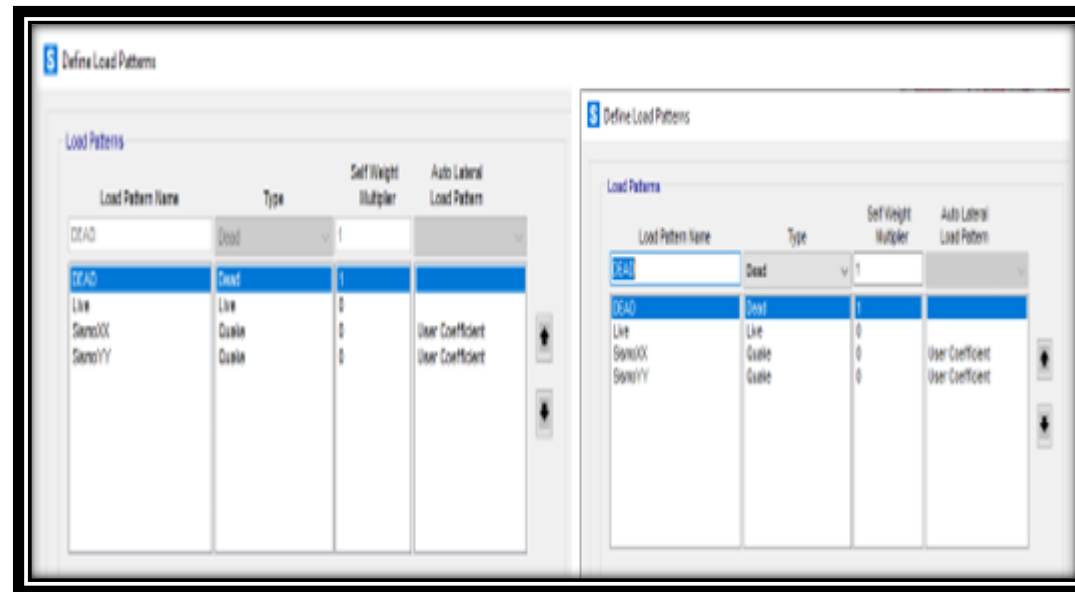 Define Load Patterns
Load Patterns
Self Weight Auto Lateral
Load Pattern Name Type Multiplier Load Pattern
DEAD Dead 1
DEAD Dead 1
Live Live 0
SismoXX Quake 0 User Coefficient
SismoYY Quake 0 User Coefficient
Define Load Patterns
Load Patterns
Self Weight Auto Lateral
Load Pattern Name Type Multiplier Load Pattern
DEAD Dead 1
DEAD Dead 1
Live Live 0
SismoXX Quake 0 User Coefficient
SismoYY Quake 0 User Coefficient